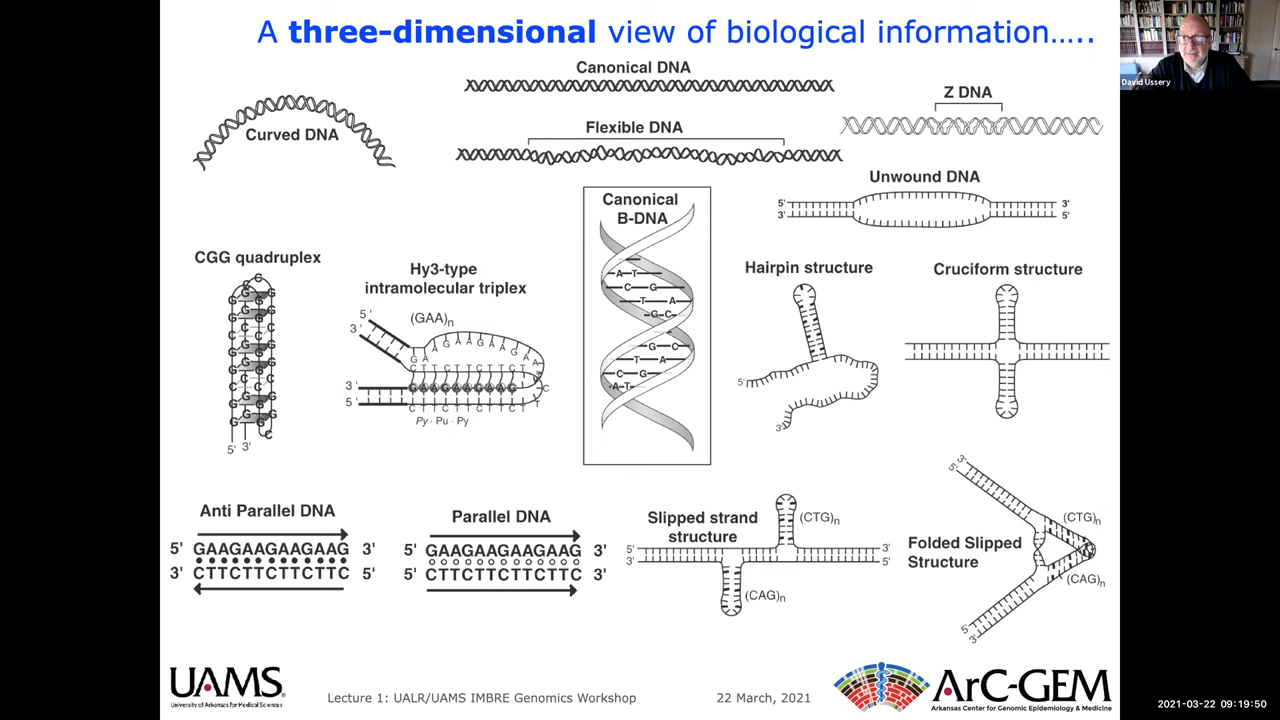 A three-dimensional view of biological information.....
David Ussery
Canonical DNA
Curved DNA
Flexible DNA
Z DNA
Unwound DNA
5' 3'
3' 5'
Canonical
B-DNA
A T
C G
T A
G C
G C
T A
C G
A T
CGG quadruplex
5' 3'
Hy3-type
intramolecular triplex
(GAA)n
5'
3'
3' GAAGAAGAAG
5' CTTCTTCTTCT
Py · Pu · Py
Hairpin structure
5'
3'
Cruciform structure
Anti Parallel DNA
5' GAAGAAGAAGAAG 3'
3' CTTCTTCTTCTTC 5'
Parallel DNA
5' GAAGAAGAAGAAG 3'
5' CTTCTTCTTCTTC 3'
Slipped strand
structure
(CTG)n
5' 3'
3' 5'
(CAG)n
Folded Slipped
Structure
3'
5'
(CTG)n
(CAG)n
5'
3'
UAMS
University of Arkansas for Medical Sciences
Lecture 1: UALR/UAMS IMBRE Genomics Workshop
22 March, 2021
ArC-GEM
Arkansas Center for Genomic Epidemiology & Medicine
2021-03-22 09:19:50